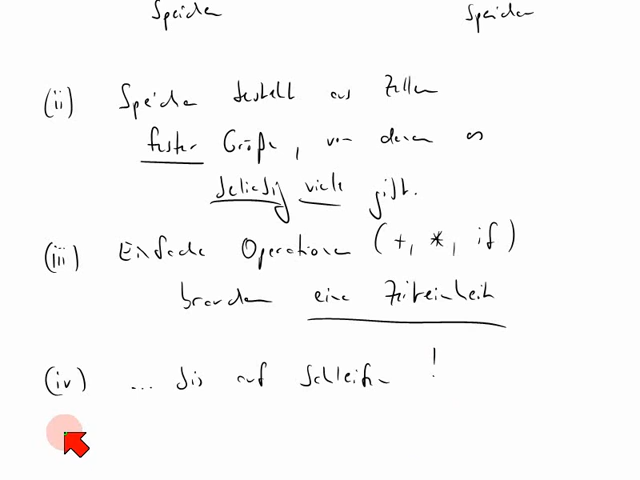 Speicher Speicher
(ii) Speicher besteht aus Zellen
fester Größe, von denen es
beliebig viele gibt.
(iii) Einfache Operationen (+, *, if)
brauchen eine Zeiteinheit
(iv) ... bis auf Schleifen !